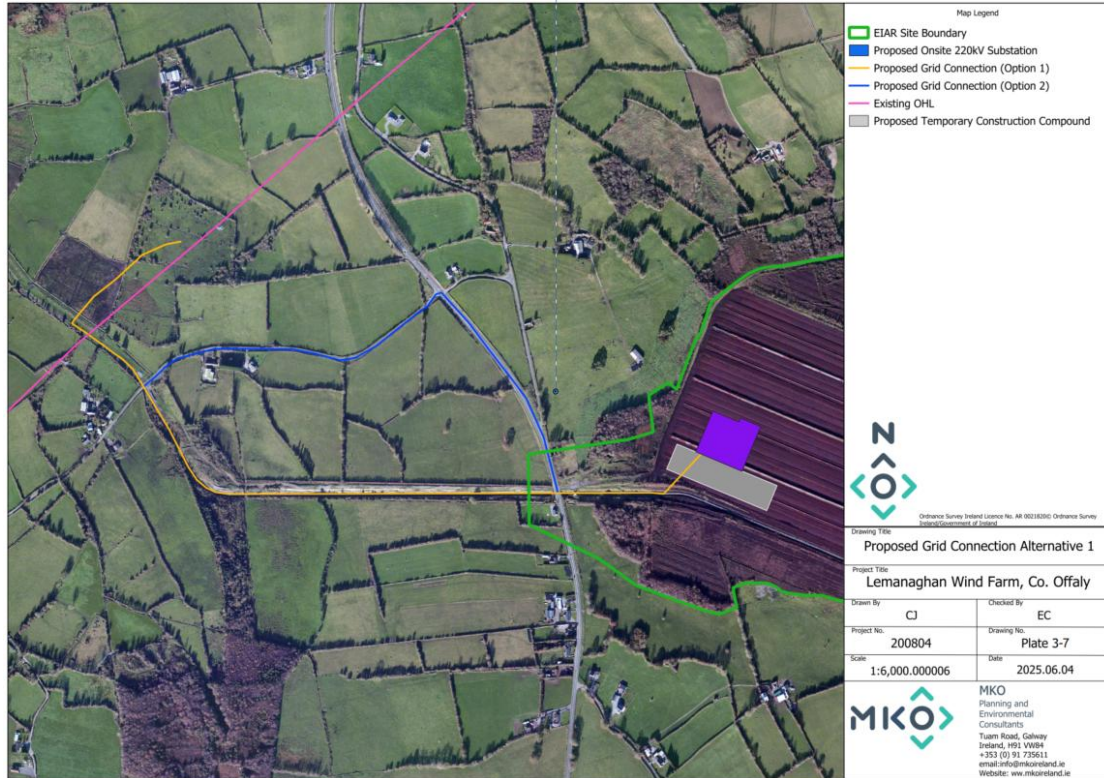 Map Legend
EIAR Site Boundary
Proposed Onsite 220kV Substation
Proposed Grid Connection (Option 1)
Proposed Grid Connection (Option 2)
Existing OHL
Proposed Temporary Construction Compound
N
Ordnance Survey Ireland Licence No. AR 0021820© Ordnance Survey
Ireland/Government of Ireland
Drawing Title
Proposed Grid Connection Alternative 1
Project Title
Lemanaghan Wind Farm, Co. Offaly
Drawn By
CJ
Checked By
EC
Project No.
200804
Drawing No.
Plate 3-7
Scale
1:6,000.000006
Date
2025.06.04
MKO
MKO
Planning and
Environmental
Consultants
Tuam Road, Galway
Ireland, H91 VW84
+353 (0) 91 735611
email:info@mkoireland.ie
Website: www.mkoireland.ie